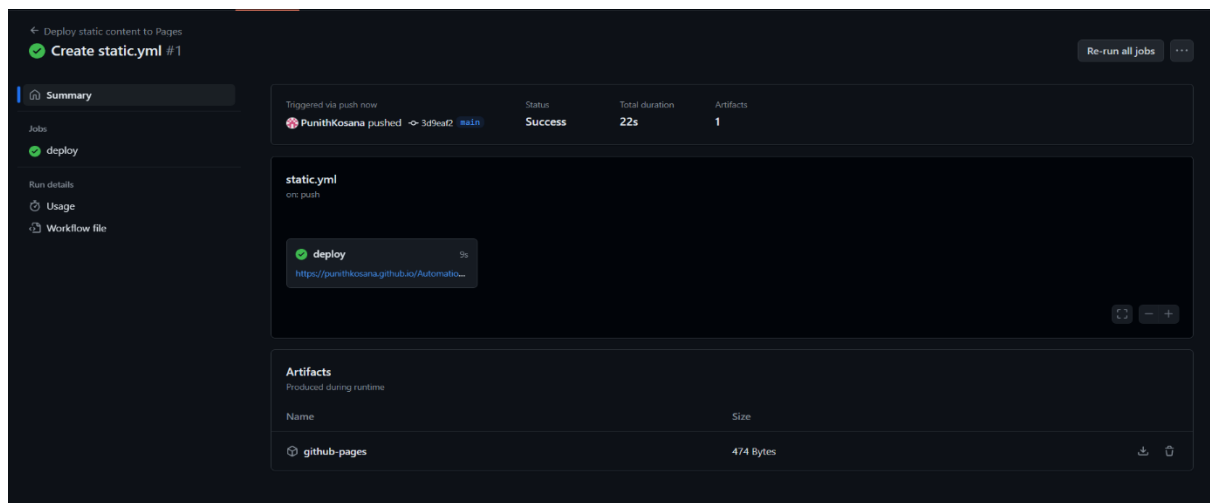 ← Deploy static content to Pages
Create static.yml #1
Re-run all jobs
Summary
Jobs
deploy
Run details
Usage
Workflow file
Triggered via push now
PunithKosana pushed 3d9eaf2 main
Status
Success
Total duration
22s
Artifacts
1
static.yml
on: push
deploy 9s
https://punithkosana.github.io/Automatio...
Artifacts
Produced during runtime
Name Size
github-pages 474 Bytes